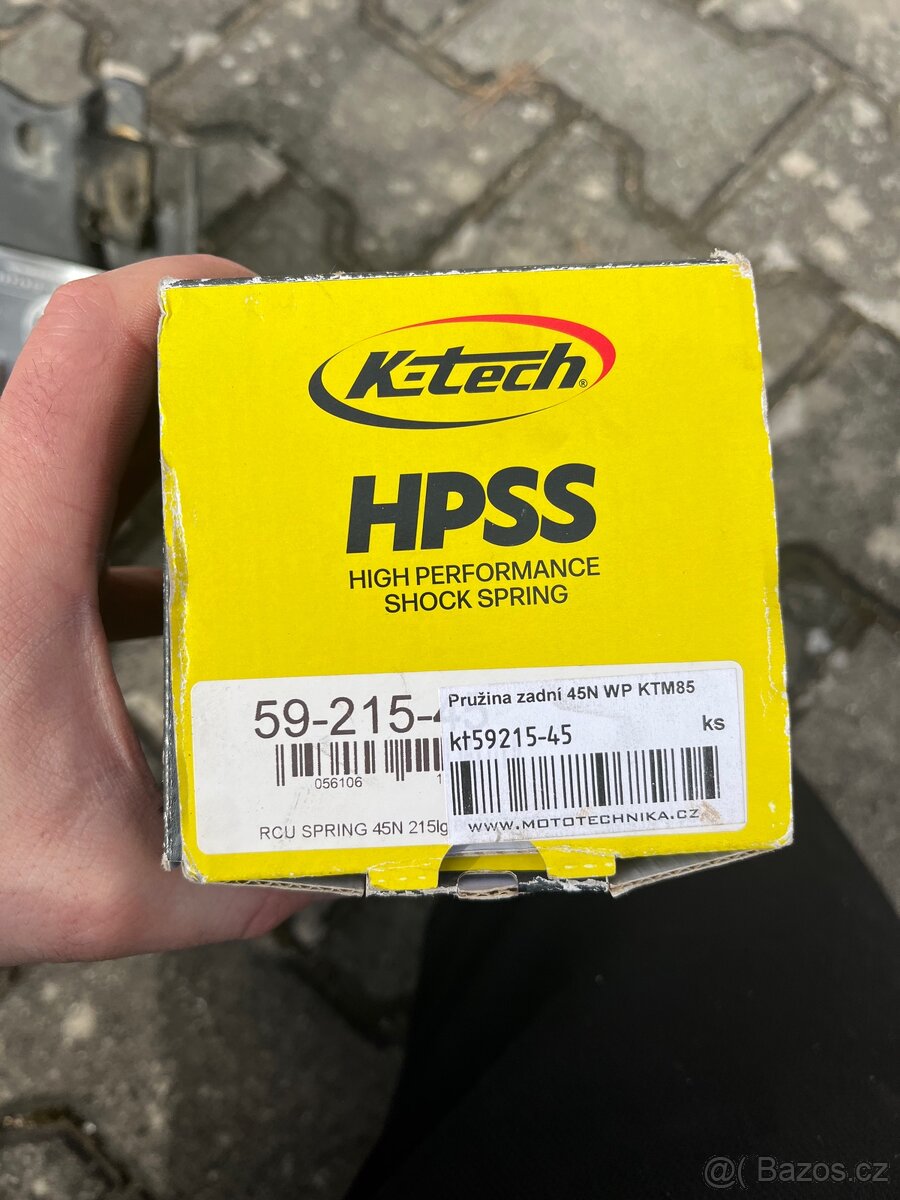 K-tech®
HPSS
HIGH PERFORMANCE
SHOCK SPRING
59-215-45
Pružina zadní 45N WP KTM85
kt59215-45
ks
056106
RCU SPRING 45N 215lg
WWW.MOTOTECHNIKA.CZ
@( Bazos.cz